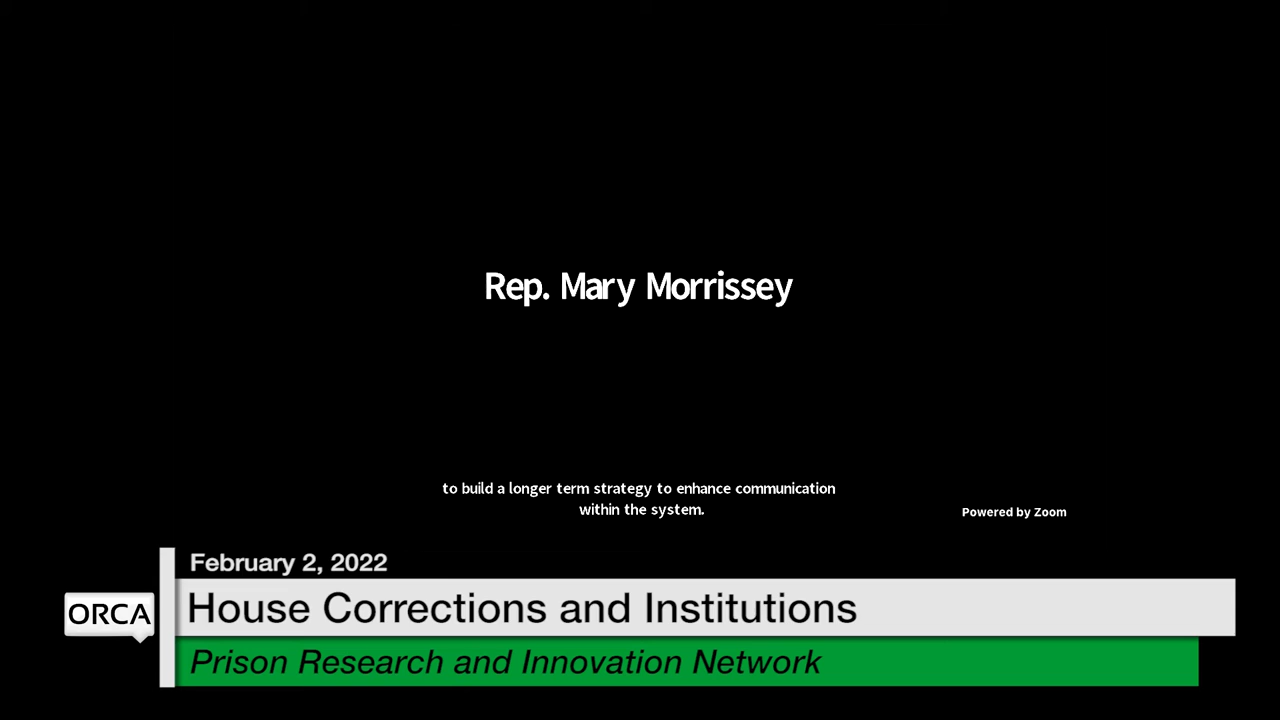 Rep. Mary Morrissey
to build a longer term strategy to enhance communication
within the system.
Powered by Zoom
February 2, 2022
ORCA
House Corrections and Institutions
Prison Research and Innovation Network